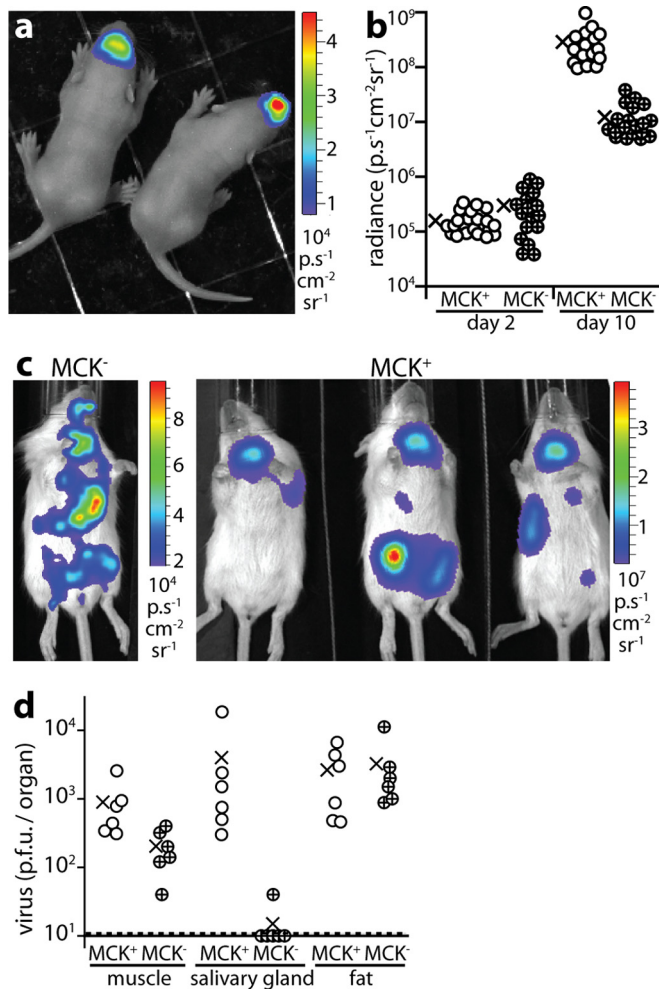 a
4
3
2
1
10⁴
p.s⁻¹
cm⁻²
sr⁻¹
b
radiance (p.s⁻¹cm⁻²sr⁻¹)
10⁹
10⁸
10⁷
10⁶
10⁵
10⁴
MCK⁺ MCK⁻ MCK⁺ MCK⁻
day 2 day 10
c
MCK⁻
MCK⁺
8
6
4
2
10⁴
p.s⁻¹
cm⁻²
sr⁻¹
3
2
1
10⁷
p.s⁻¹
cm⁻²
sr⁻¹
d
virus (p.f.u. / organ)
10⁴
10³
10²
10¹
MCK⁺ MCK⁻ MCK⁺ MCK⁻ MCK⁺ MCK⁻
muscle salivary gland fat